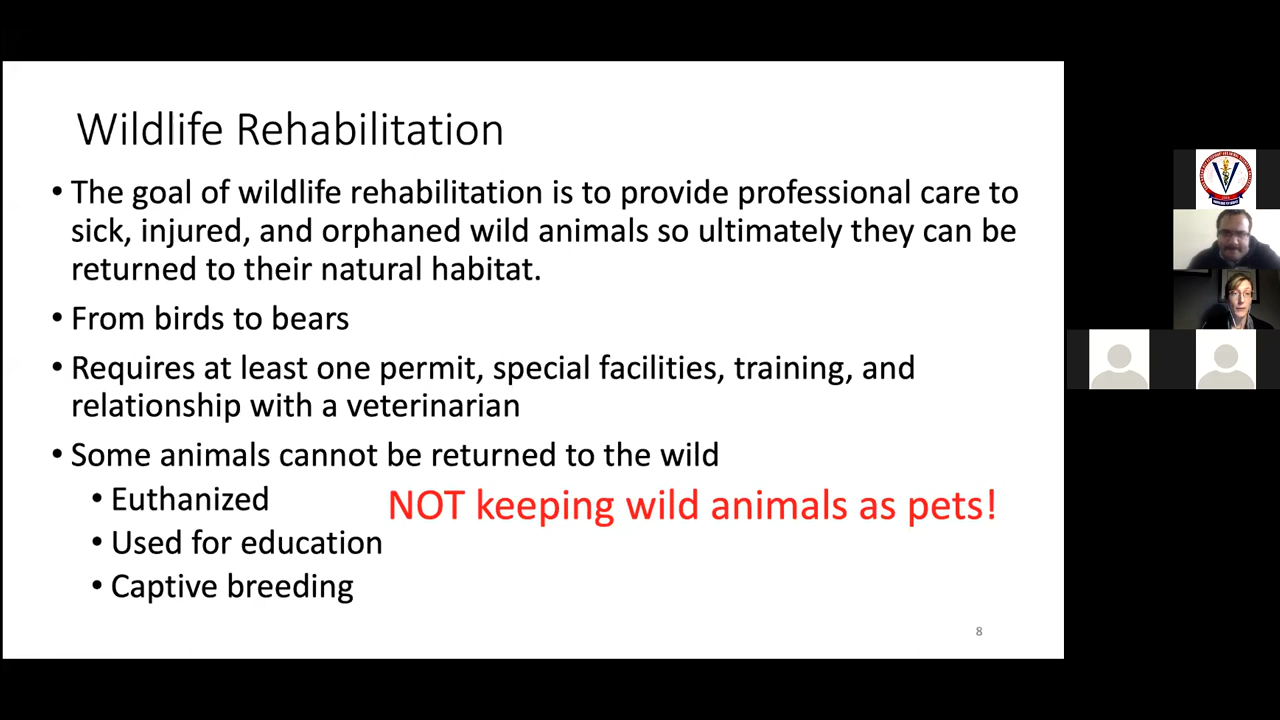 Wildlife Rehabilitation
• The goal of wildlife rehabilitation is to provide professional care to
sick, injured, and orphaned wild animals so ultimately they can be
returned to their natural habitat.
• From birds to bears
• Requires at least one permit, special facilities, training, and
relationship with a veterinarian
• Some animals cannot be returned to the wild
• Euthanized
NOT keeping wild animals as pets!
• Used for education
• Captive breeding
8